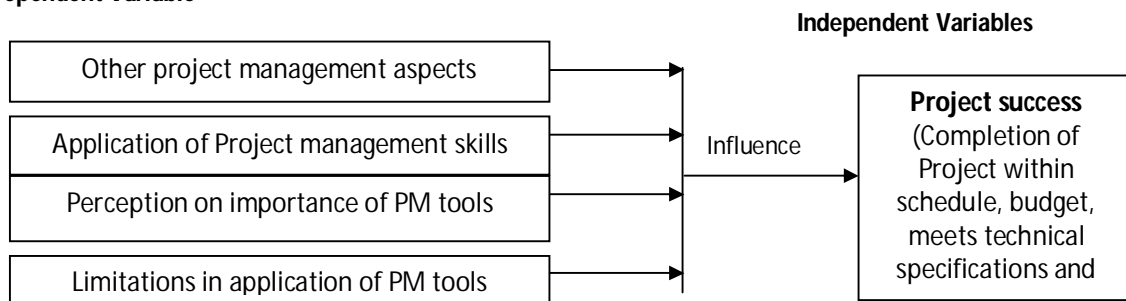 Independent Variables
Other project management aspects
Application of Project management skills
Perception on importance of PM tools
Limitations in application of PM tools
Influence
Project success
(Completion of
Project within
schedule, budget,
meets technical
specifications and